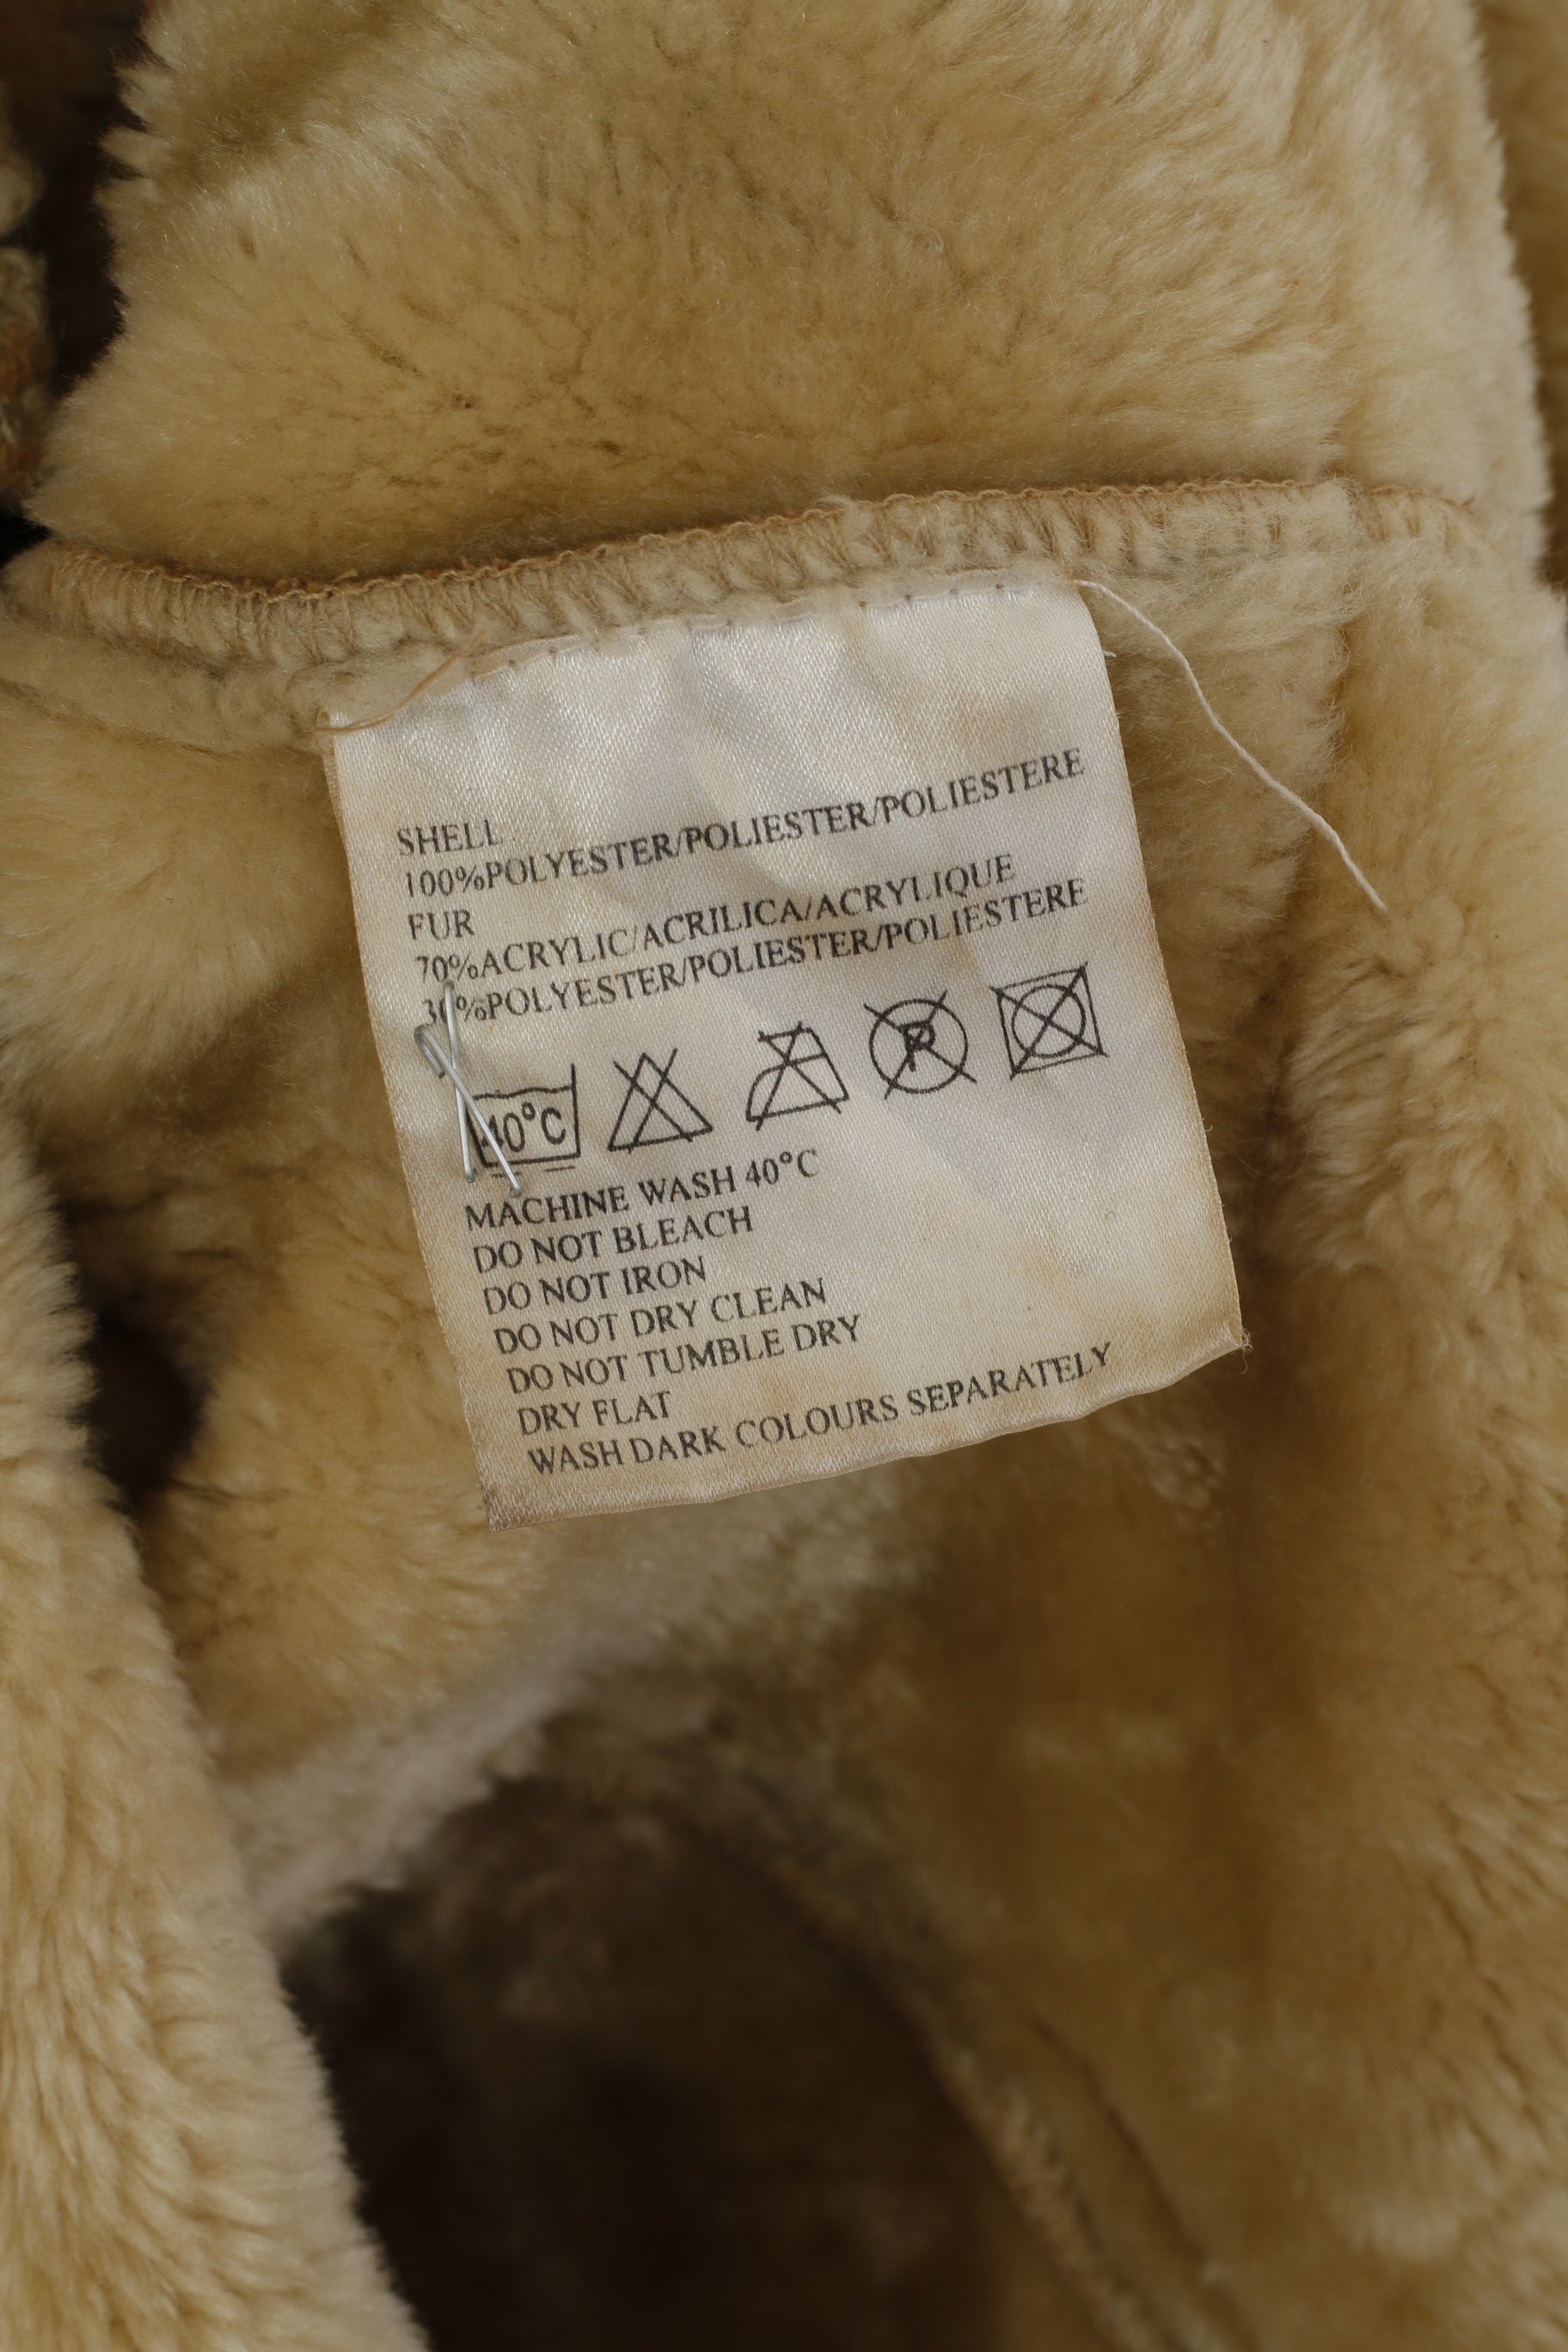 SHELL
100%POLYESTER/POLIESTER/POLIESTERE
FUR
70%ACRYLIC/ACRILICA/ACRYLIQUE
30%POLYESTER/POLIESTER/POLIESTERE
40°C P
MACHINE WASH 40°C
DO NOT BLEACH
DO NOT IRON
DO NOT DRY CLEAN
DO NOT TUMBLE DRY
DRY FLAT
WASH DARK COLOURS SEPARATELY